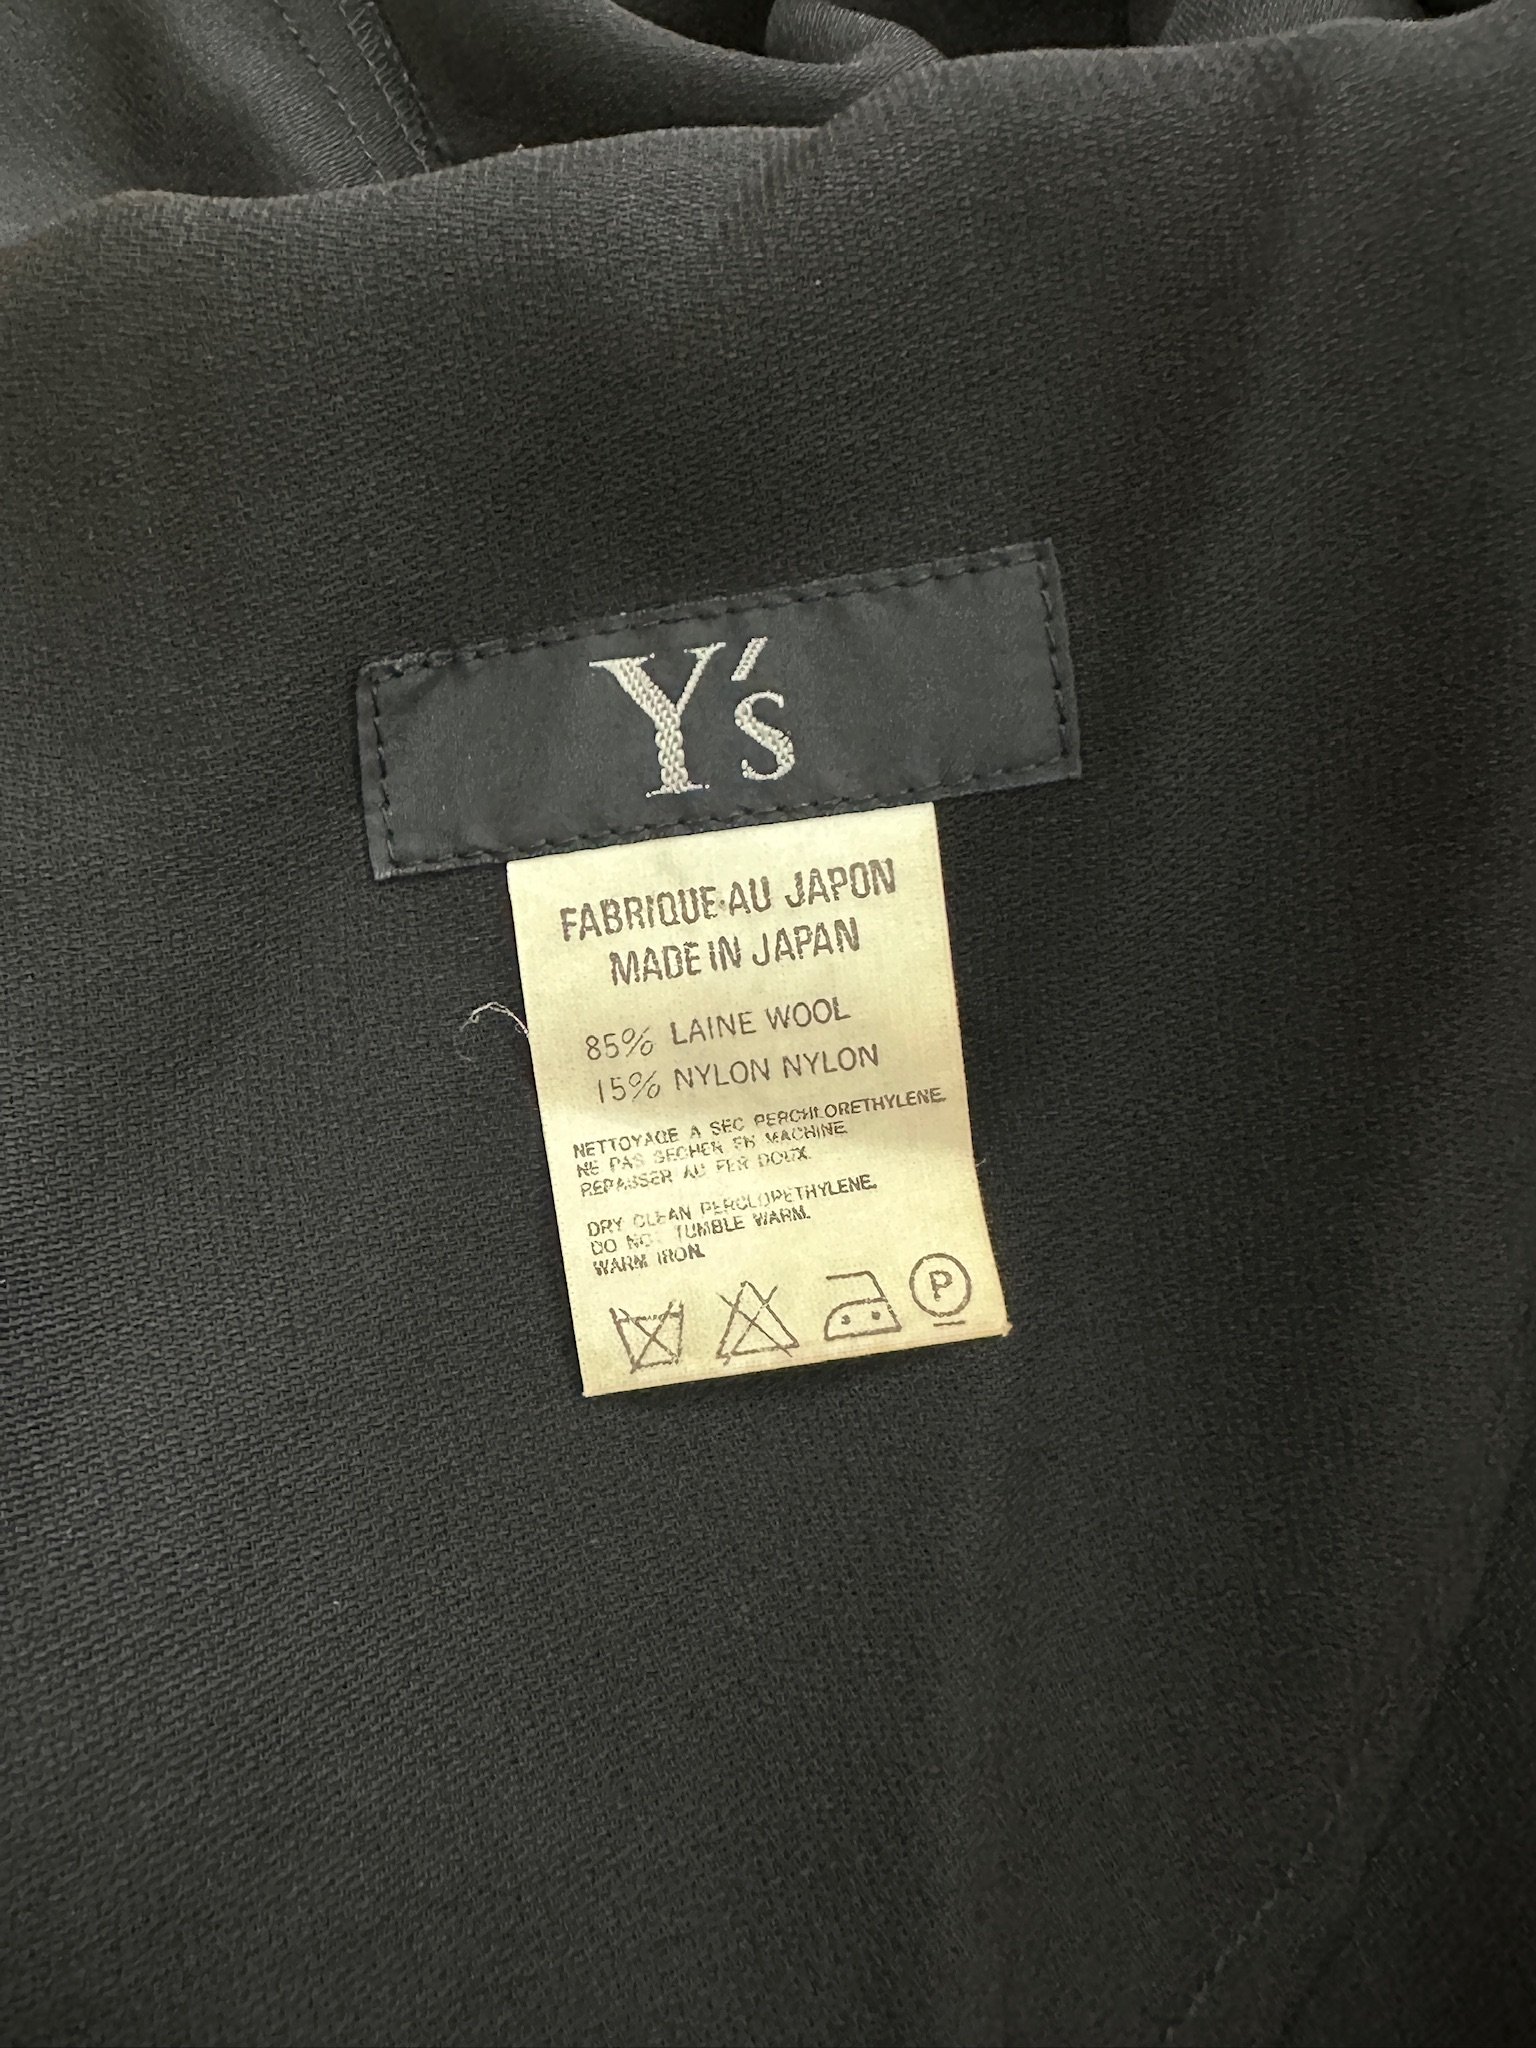 Y's
FABRIQUE AU JAPON
MADE IN JAPAN
85% LAINE WOOL
15% NYLON NYLON
NETTOYAGE A SEC PERCHLORETHYLENE.
NE PAS SECHER EN MACHINE.
REPASSER AU FER DOUX.
DRY CLEAN PERCLORETHYLENE.
DO NOT TUMBLE WARM.
WARM IRON.
P